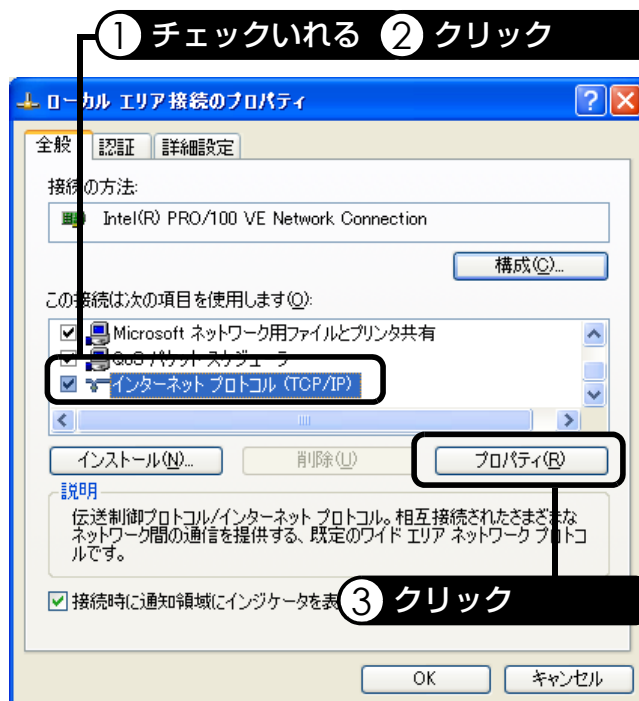 ① チェックいれる ② クリック
ローカル エリア接続のプロパティ
全般 認証 詳細設定
接続の方法:
Intel(R) PRO/100 VE Network Connection
構成(C)...
この接続は次の項目を使用します(O):
Microsoft ネットワーク用ファイルとプリンタ共有
QoS パケット スケジューラ
インターネット プロトコル (TCP/IP)
インストール(N)...
削除(U)
プロパティ(R)
説明
伝送制御プロトコル/インターネット プロトコル。相互接続されたさまざまな
ネットワーク間の通信を提供する、既定のワイド エリア ネットワーク プロトコ
ルです。
接続時に通知領域にインジケータを表
③ クリック
OK
キャンセル